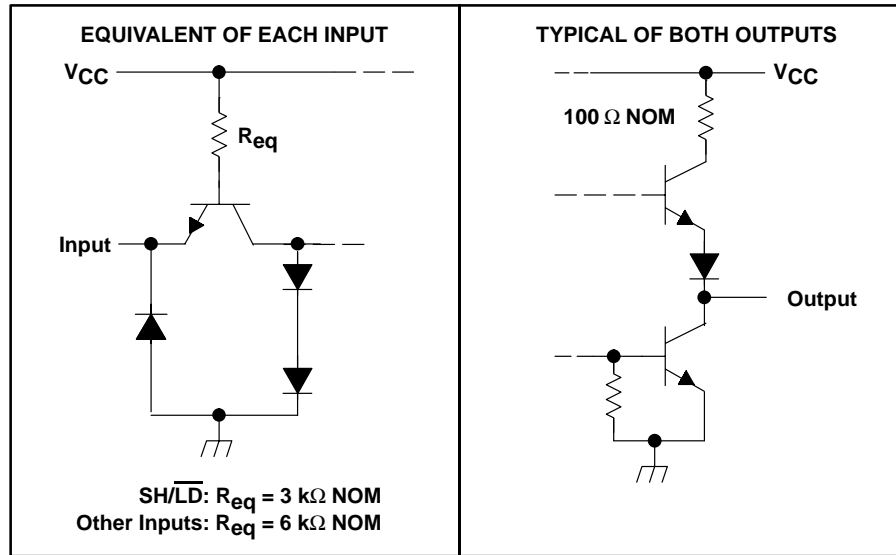 EQUIVALENT OF EACH INPUT
VCC
Req
Input
SH/L̅D̅: Req = 3 kΩ NOM
Other Inputs: Req = 6 kΩ NOM
TYPICAL OF BOTH OUTPUTS
VCC
100 Ω NOM
Output